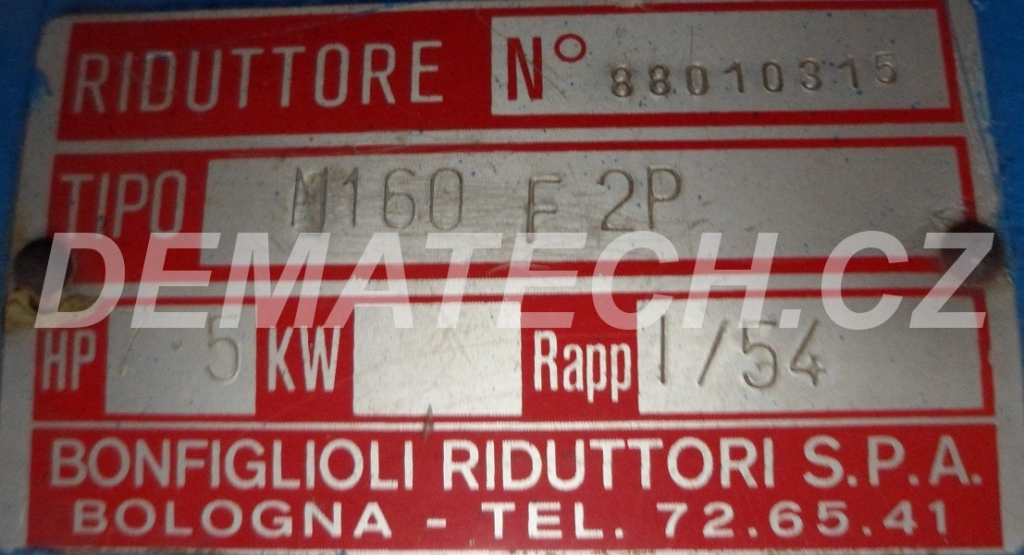 RIDUTTORE N° 88010315
TIPO M160 F 2P
DEMATECH.CZ
HP 5 KW Rapp 1/54
BONFIGLIOLI RIDUTTORI S.P.A.
BOLOGNA - TEL. 72.65.41